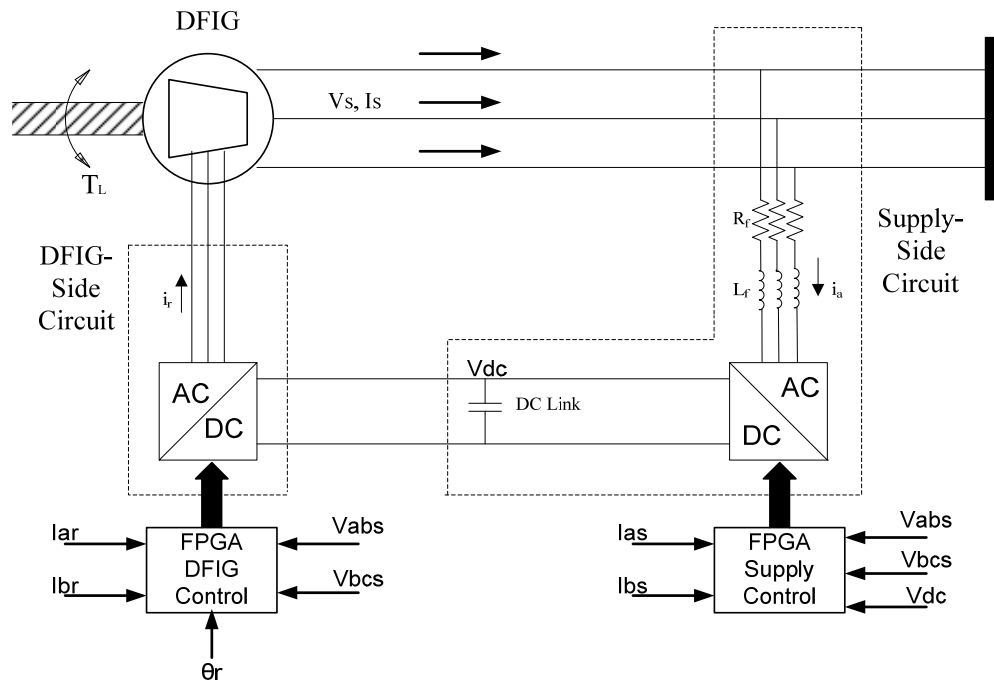 DFIG
Vs, Is
TL
DFIG-
Side
Circuit
ir
Rf
Lf
ia
Supply-
Side
Circuit
AC
DC
Vdc
DC Link
AC
DC
Iar
Ibr
FPGA
DFIG
Control
Vabs
Vbcs
θr
Ias
Ibs
FPGA
Supply
Control
Vabs
Vbcs
Vdc